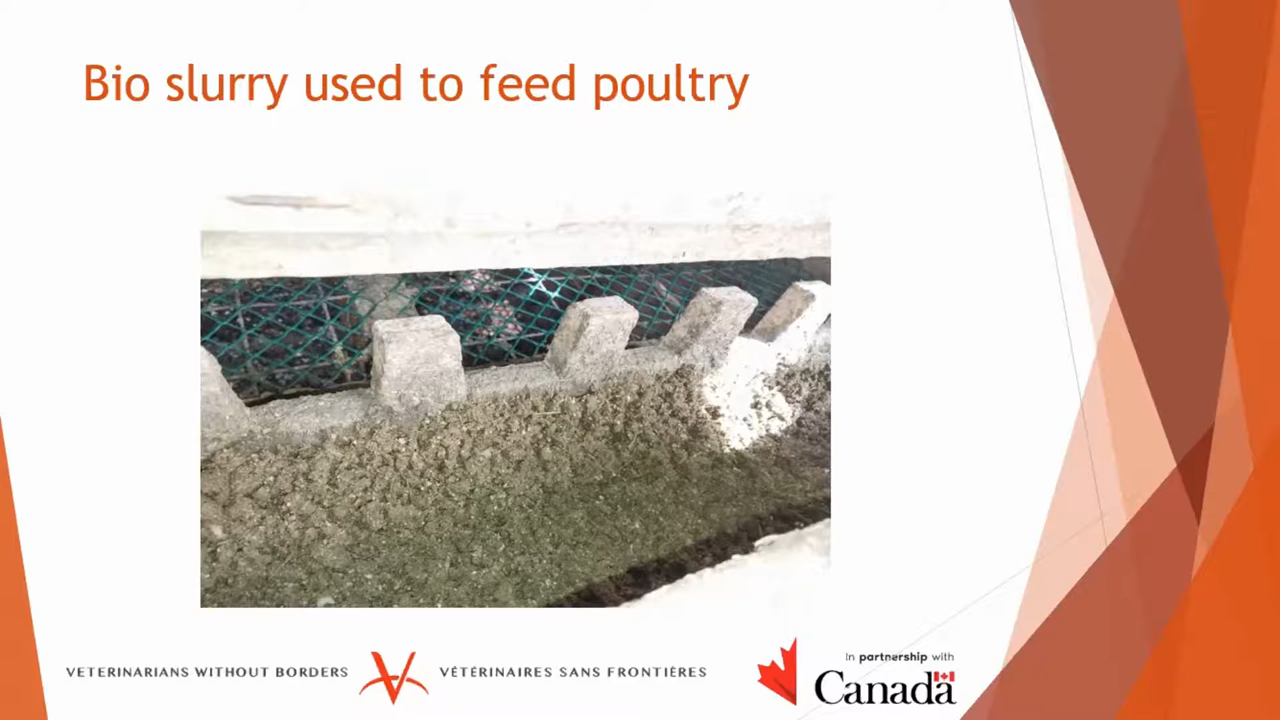 Bio slurry used to feed poultry
VETERINARIANS WITHOUT BORDERS
VÉTÉRINAIRES SANS FRONTIÈRES
In partnership with
Canada